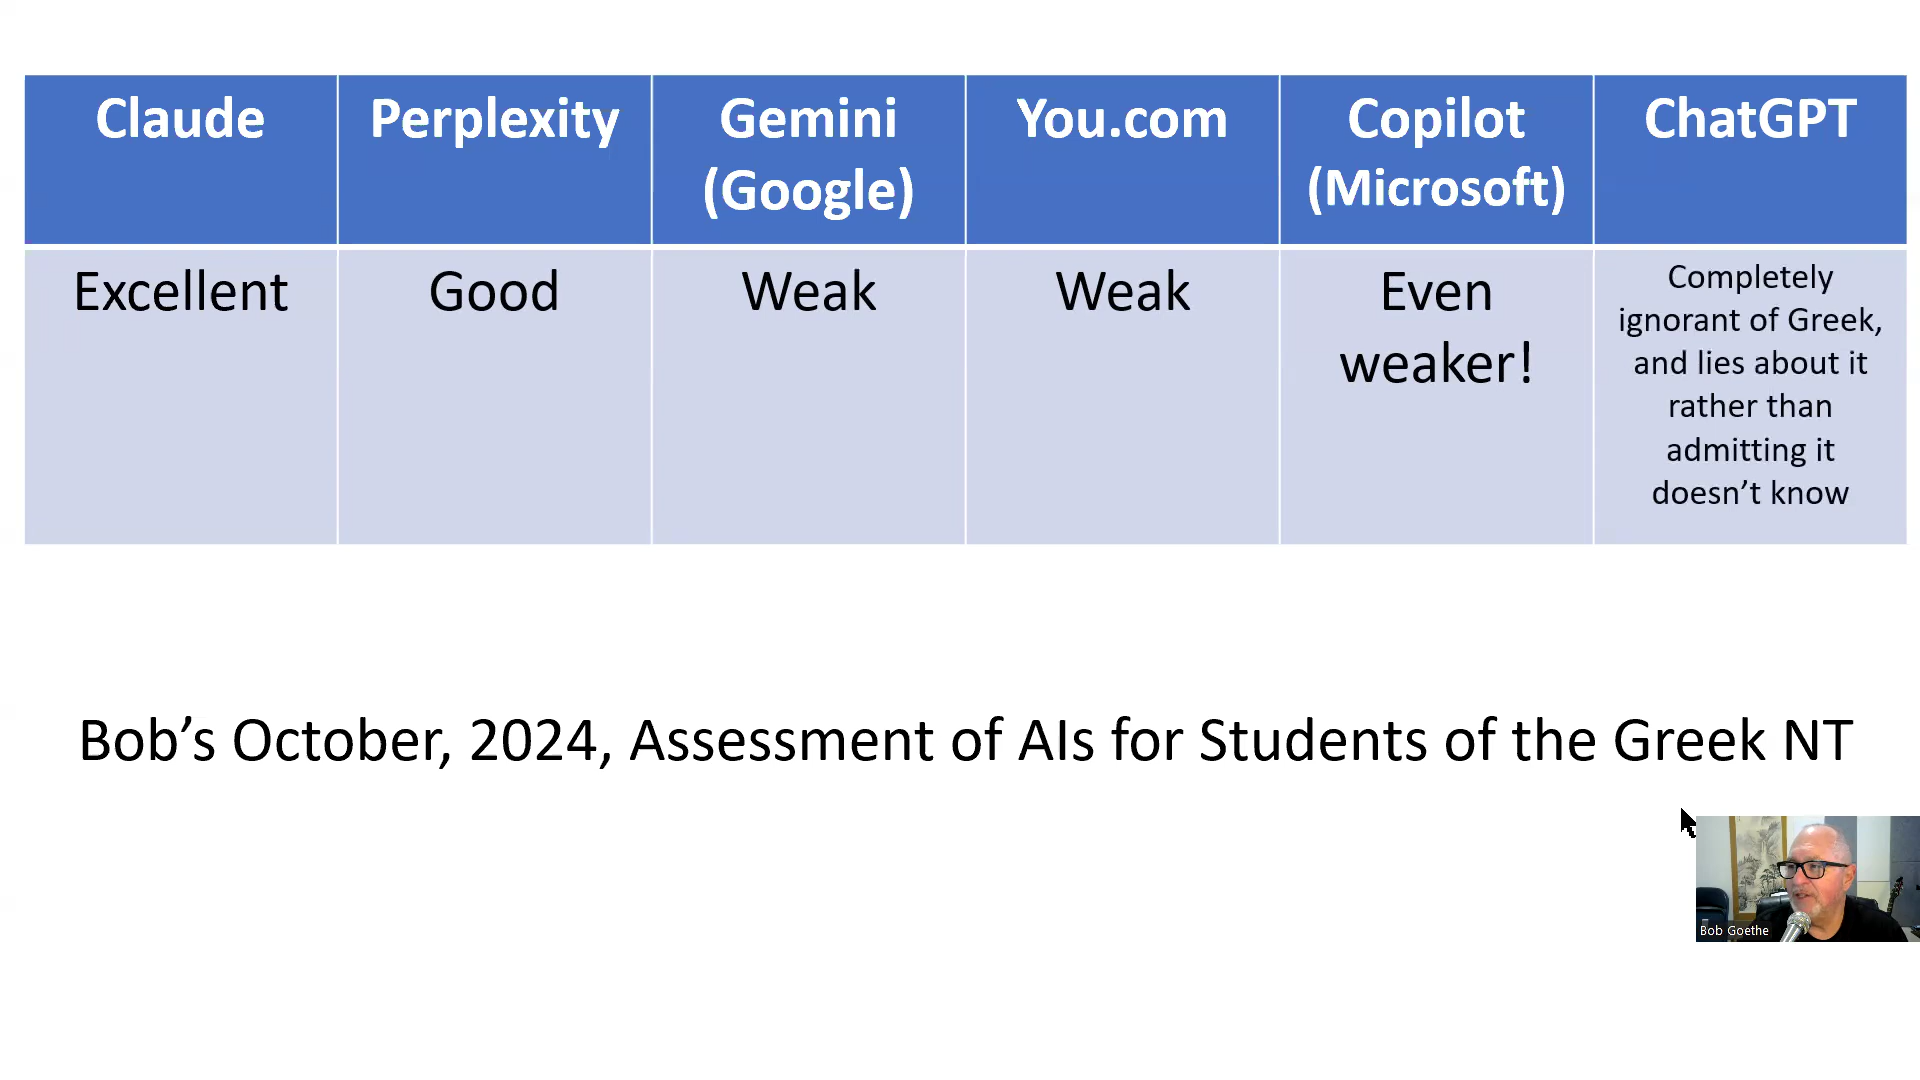 Claude
Perplexity
Gemini
(Google)
You.com
Copilot
(Microsoft)
ChatGPT
Excellent
Good
Weak
Weak
Even
weaker!
Completely
ignorant of Greek,
and lies about it
rather than
admitting it
doesn’t know
Bob’s October, 2024, Assessment of AIs for Students of the Greek NT
Bob Goethe